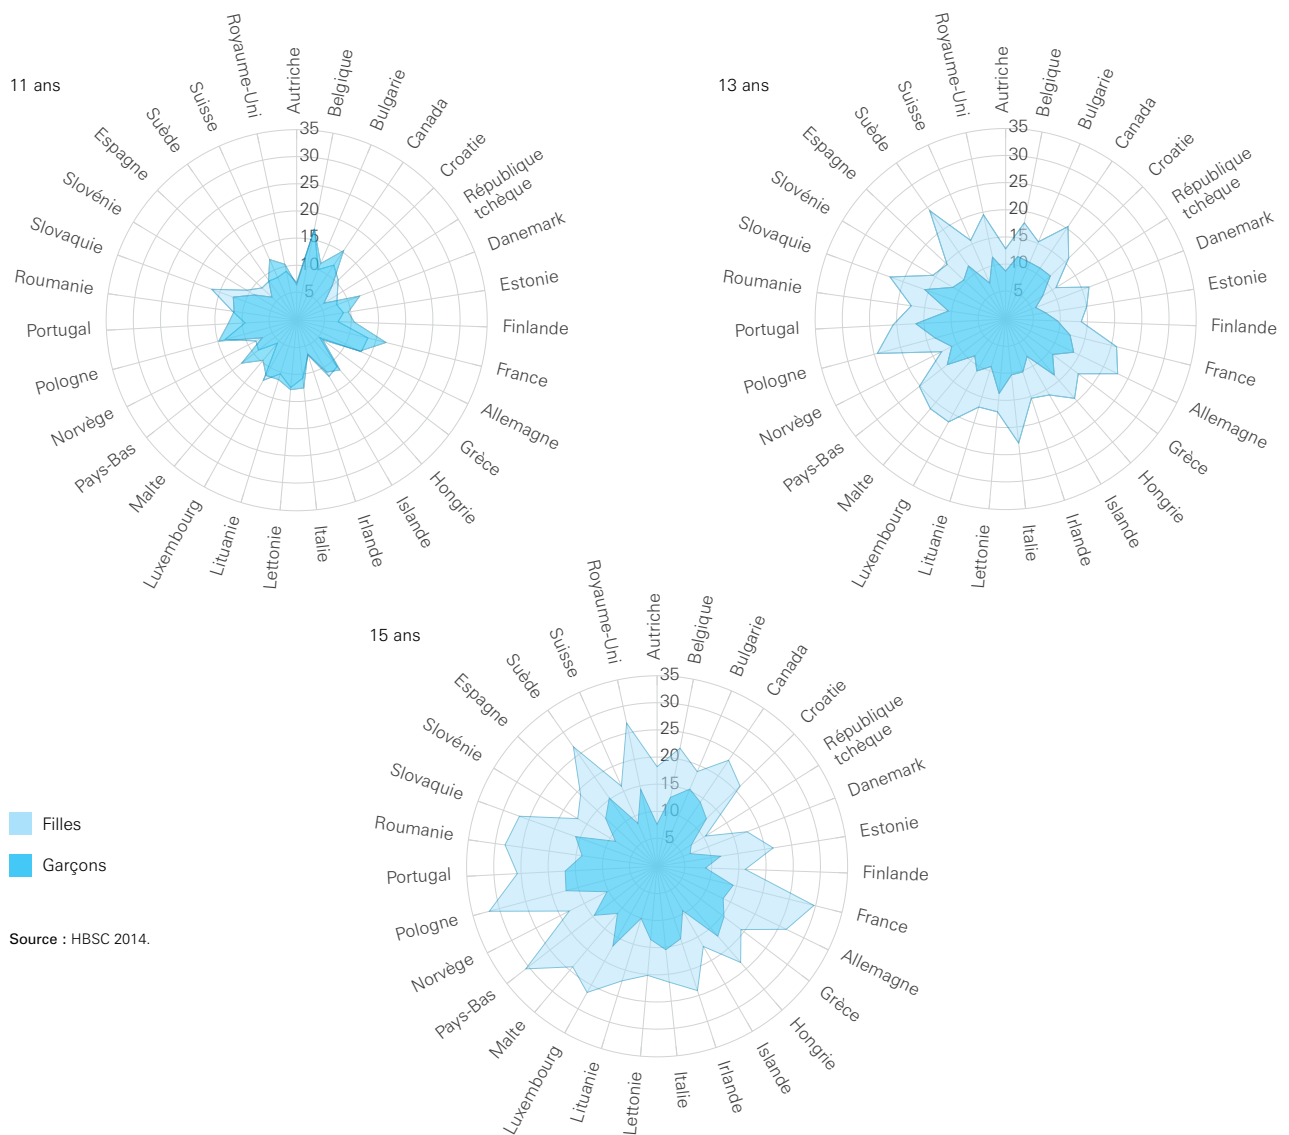 11 ans
Autriche
Belgique
Bulgarie
Canada
Croatie
République
tchèque
Danemark
Estonie
Finlande
France
Allemagne
Grèce
Hongrie
Islande
Irlande
Italie
Lettonie
Lituanie
Luxembourg
Malte
Pays-Bas
Norvège
Pologne
Portugal
Roumanie
Slovaquie
Slovénie
Espagne
Suède
Suisse
Royaume-Uni
35
30
25
20
15
10
5
13 ans
Autriche
Belgique
Bulgarie
Canada
Croatie
République
tchèque
Danemark
Estonie
Finlande
France
Allemagne
Grèce
Hongrie
Islande
Irlande
Italie
Lettonie
Lituanie
Luxembourg
Malte
Pays-Bas
Norvège
Pologne
Portugal
Roumanie
Slovaquie
Slovénie
Espagne
Suède
Suisse
Royaume-Uni
35
30
25
20
15
10
5
15 ans
Autriche
Belgique
Bulgarie
Canada
Croatie
République
tchèque
Danemark
Estonie
Finlande
France
Allemagne
Grèce
Hongrie
Islande
Irlande
Italie
Lettonie
Lituanie
Luxembourg
Malte
Pays-Bas
Norvège
Pologne
Portugal
Roumanie
Slovaquie
Slovénie
Espagne
Suède
Suisse
Royaume-Uni
35
30
25
20
15
10
5
Filles
Garçons
Source : HBSC 2014.